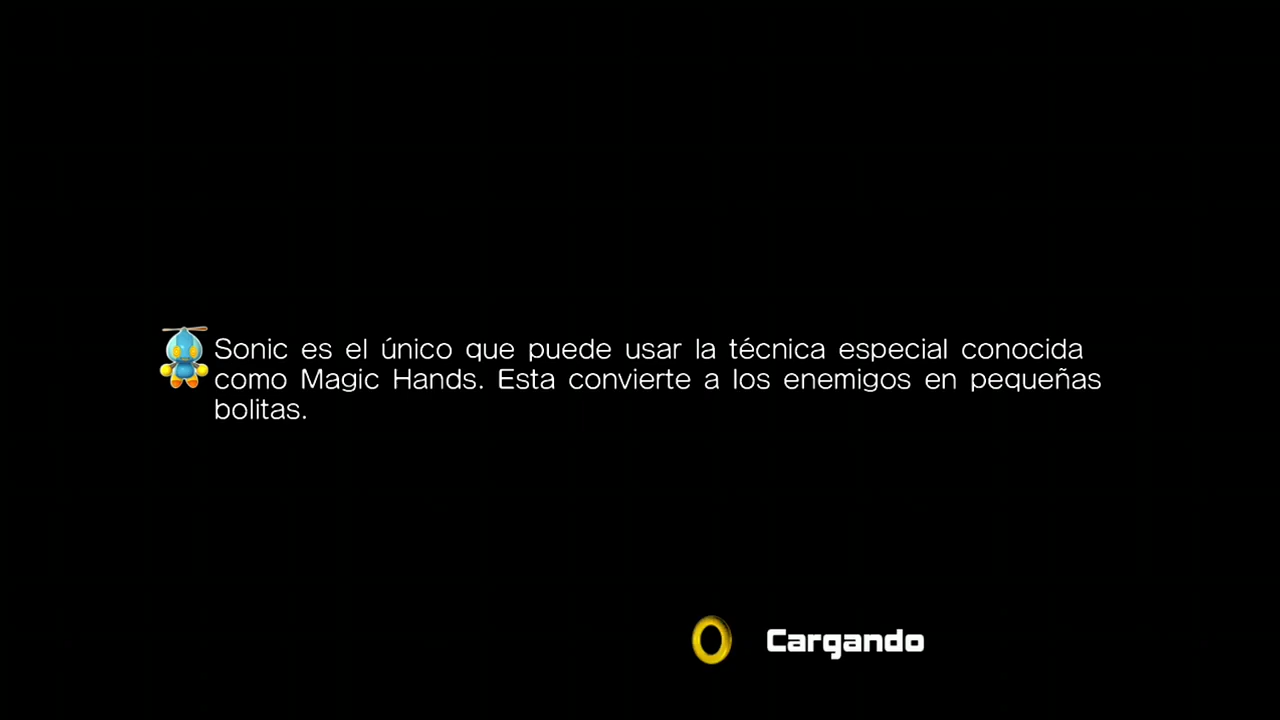 Sonic es el único que puede usar la técnica especial conocida
como Magic Hands. Esta convierte a los enemigos en pequeñas
bolitas.
Cargando